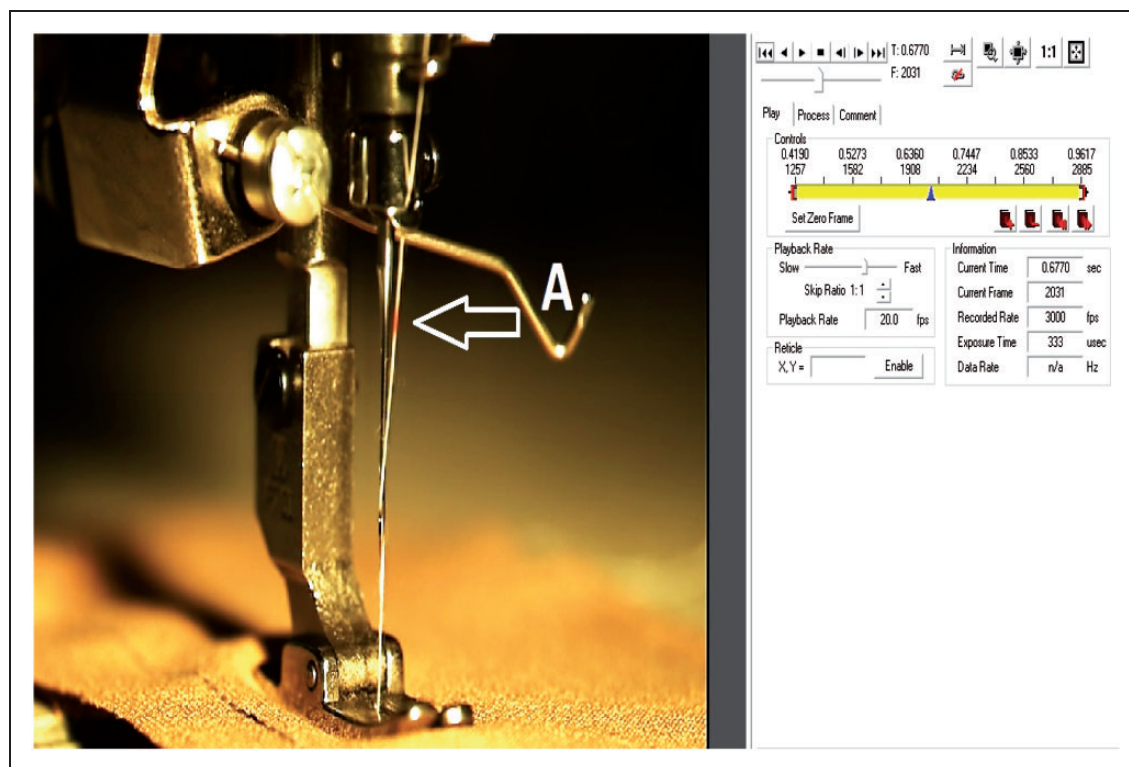 A
T: 0.6770
F: 2031
1:1
Play
Process
Comment
Controls
0.4190 0.5273 0.6360 0.7447 0.8533 0.9617
1257 1582 1908 2234 2560 2885
Set Zero Frame
Playback Rate
Slow Fast
Skip Ratio 1:1
Playback Rate 20.0 fps
Reticle
X, Y = Enable
Information
Current Time 0.6770 sec
Current Frame 2031
Recorded Rate 3000 fps
Exposure Time 333 usec
Data Rate n/a Hz